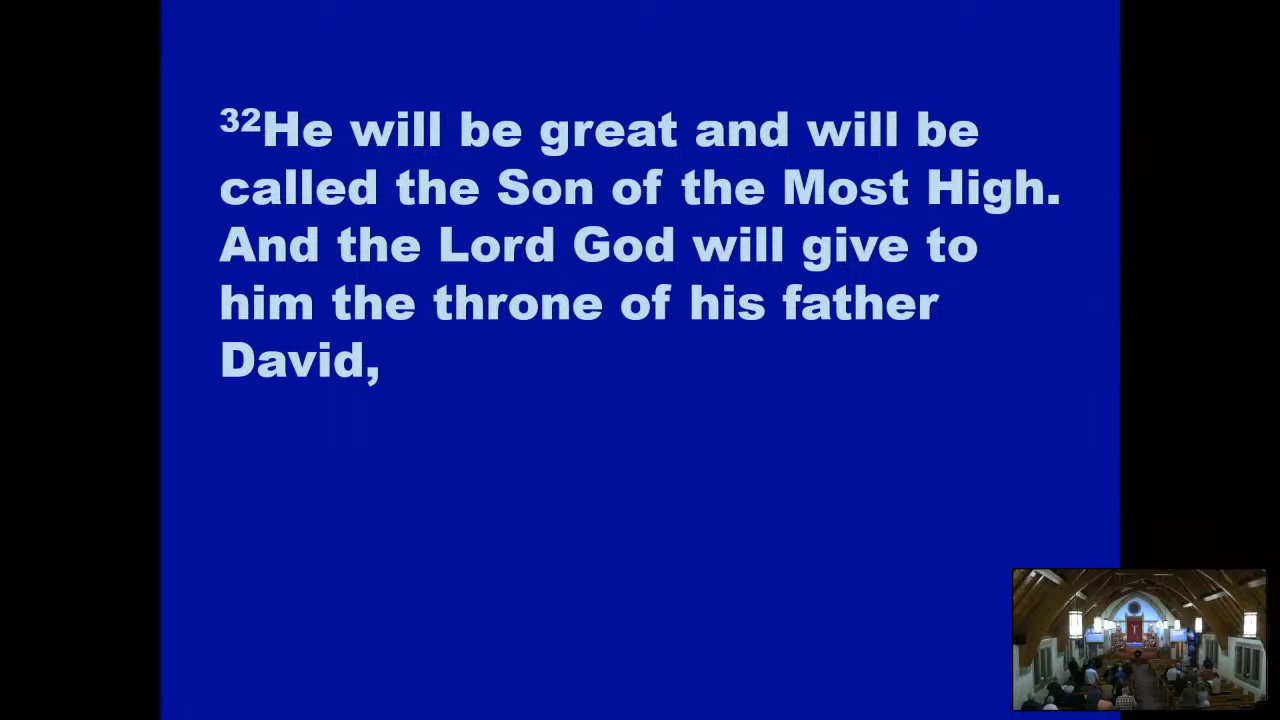 ³²He will be great and will be
called the Son of the Most High.
And the Lord God will give to
him the throne of his father
David,